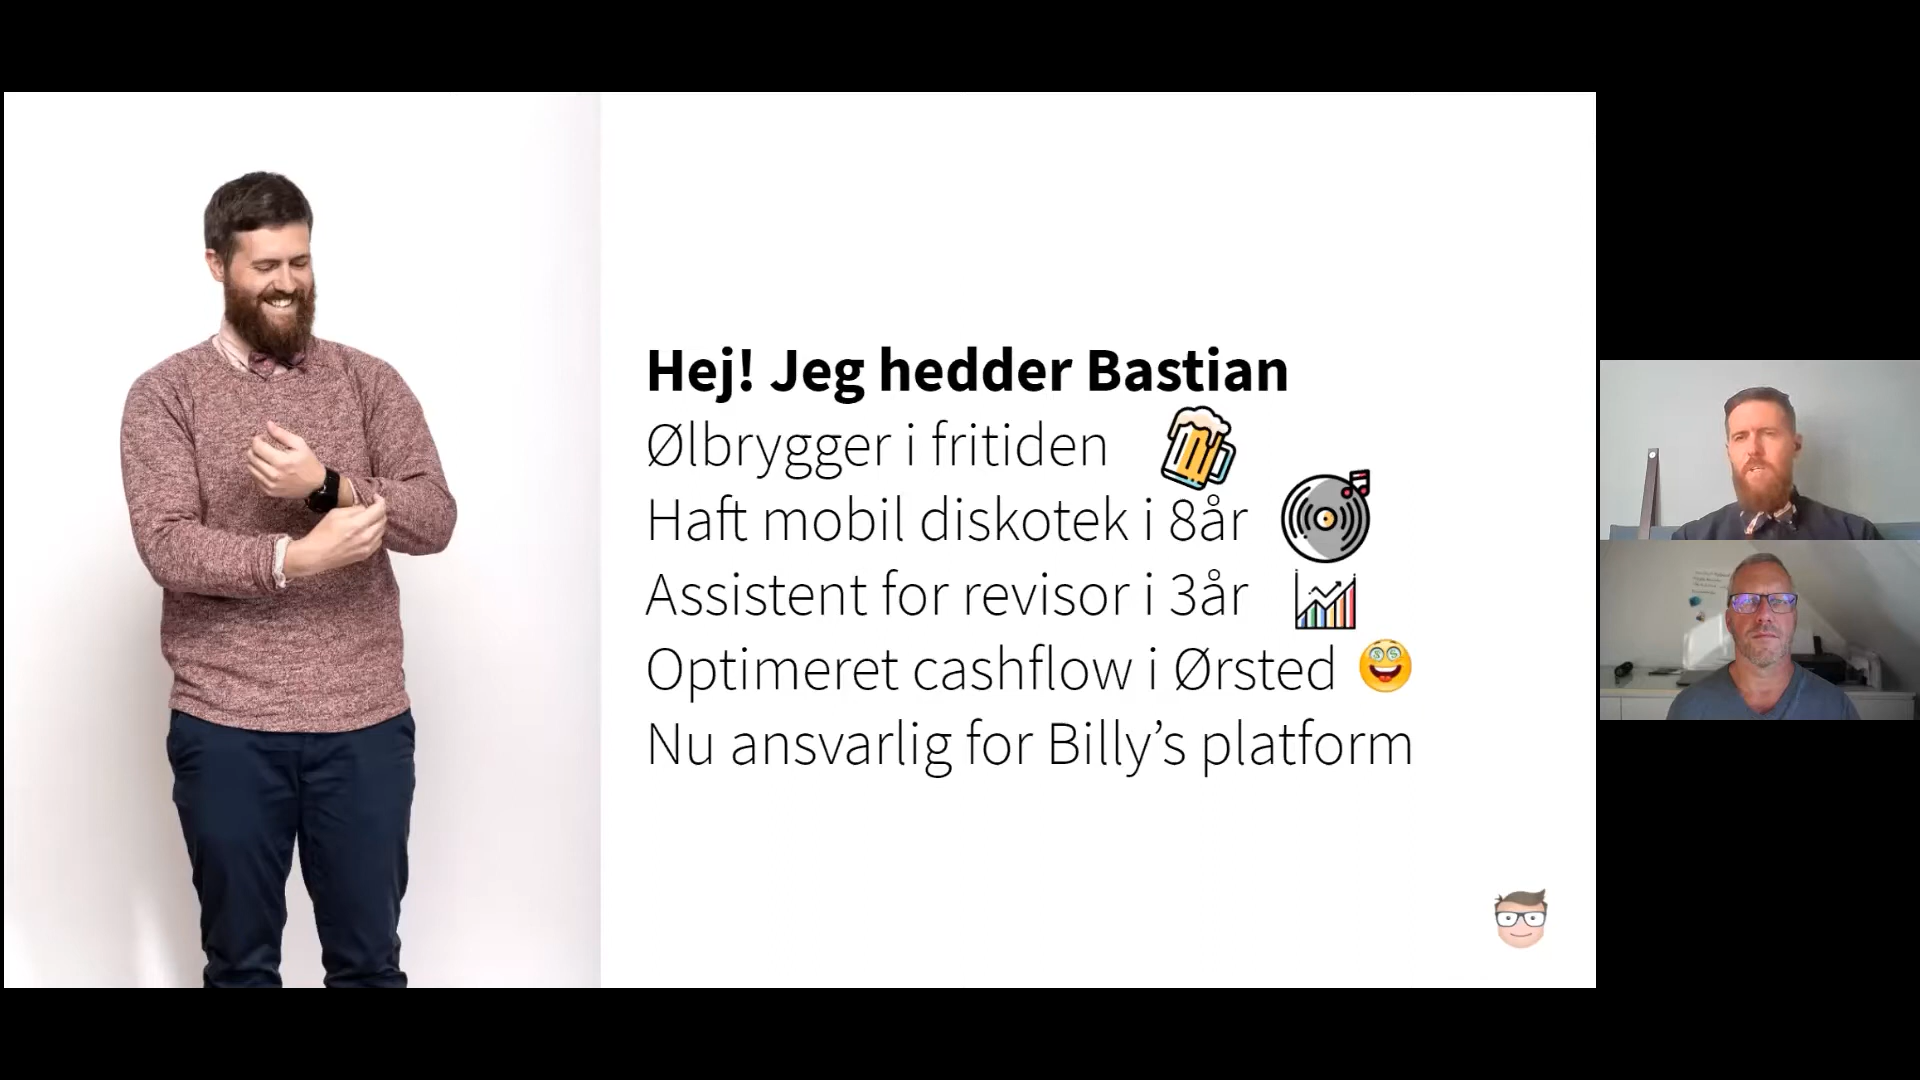 Hej! Jeg hedder Bastian
Ølbrygger i fritiden
Haft mobil diskotek i 8år
Assistent for revisor i 3år
Optimeret cashflow i Ørsted
Nu ansvarlig for Billy’s platform